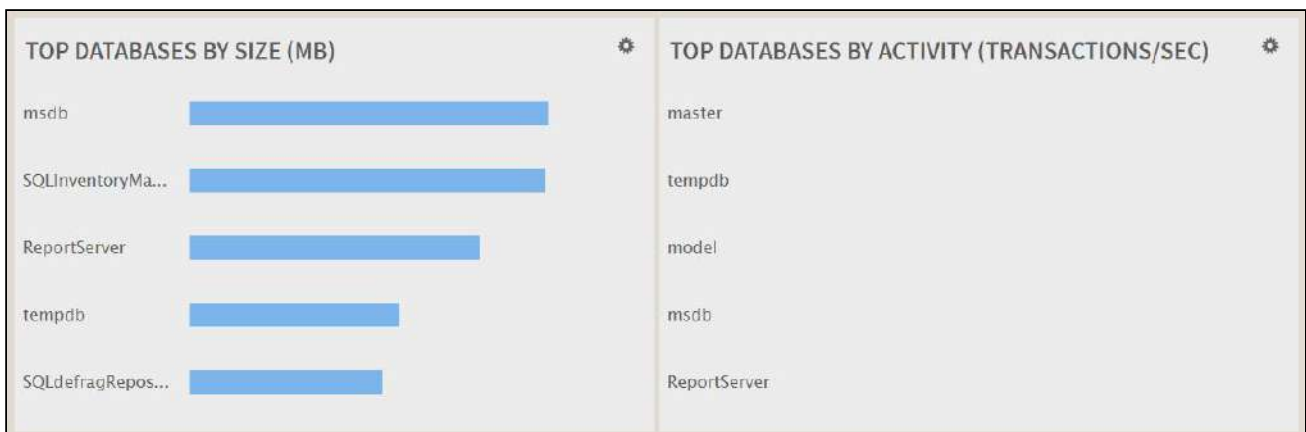 TOP DATABASES BY SIZE (MB)
msdb
SQLInventoryMa...
ReportServer
tempdb
SQLdefragRepos...
TOP DATABASES BY ACTIVITY (TRANSACTIONS/SEC)
master
tempdb
model
msdb
ReportServer